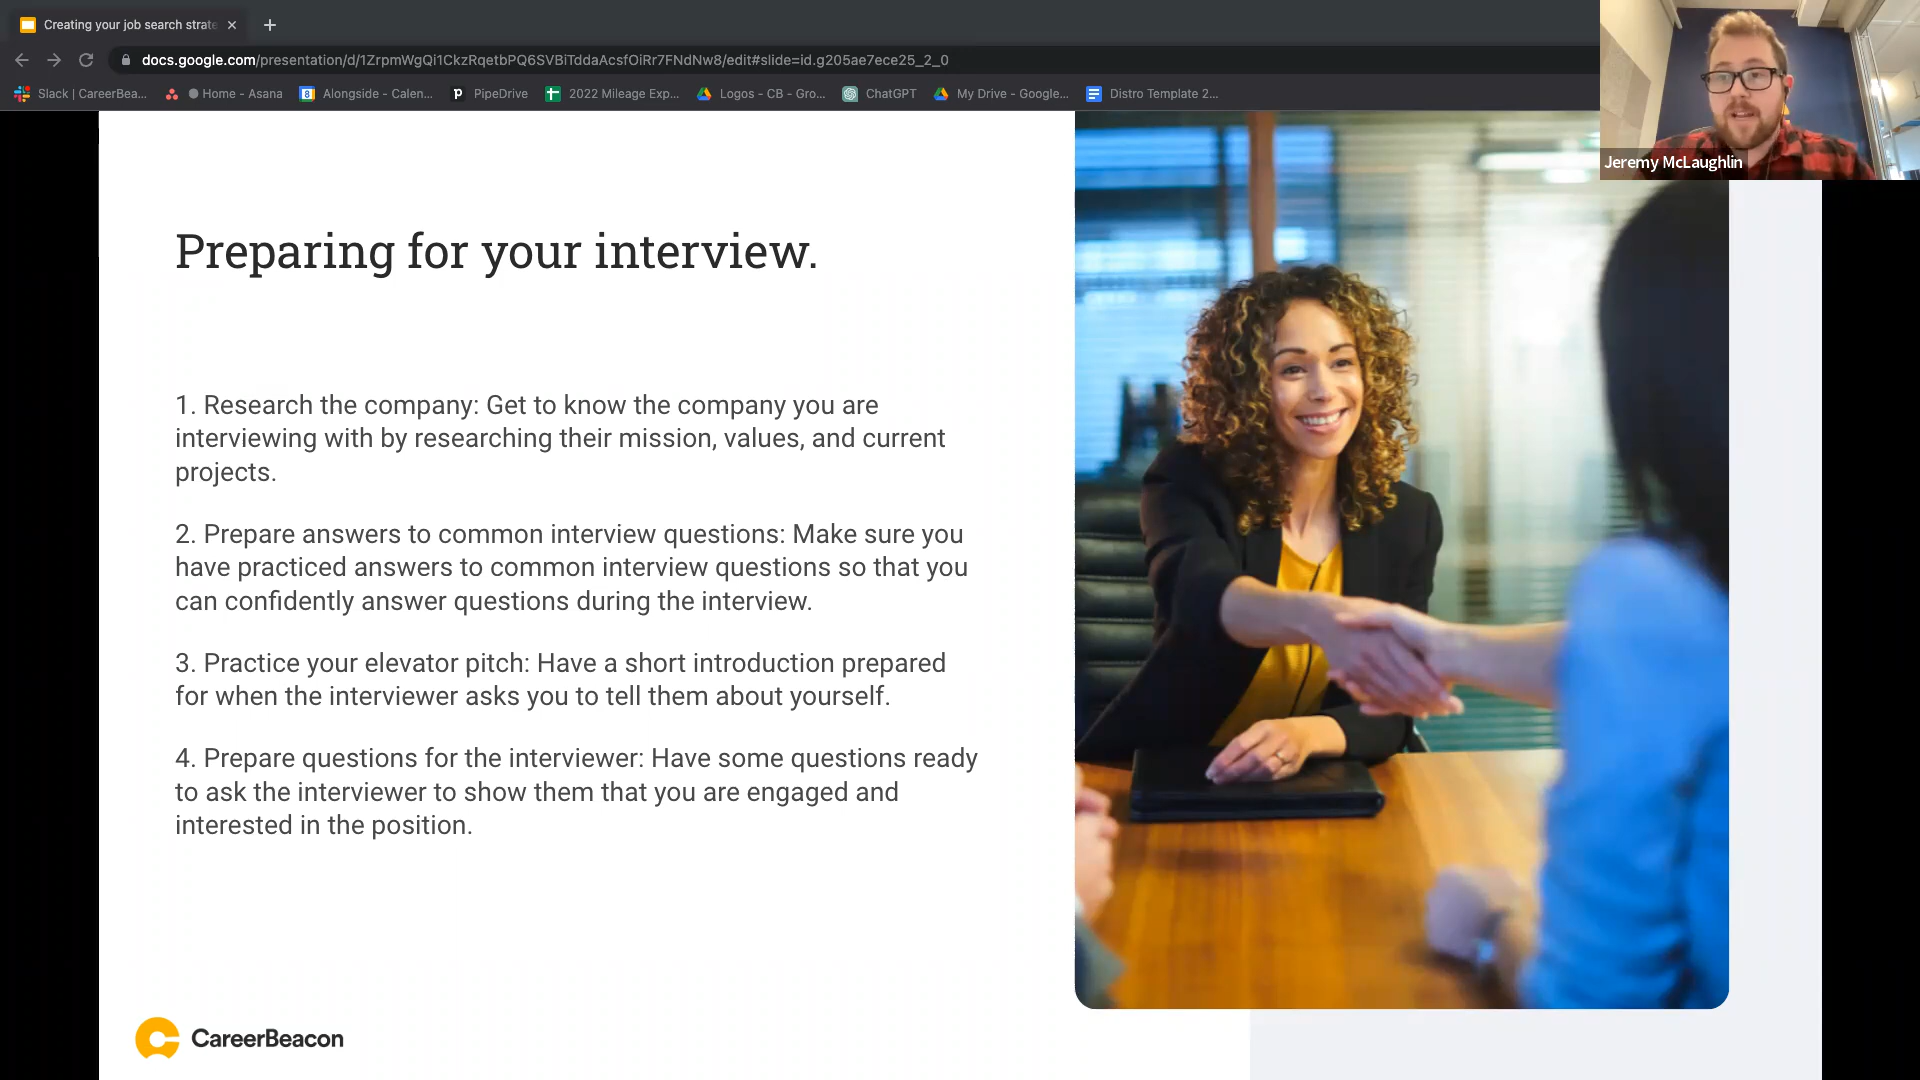 Creating your job search strate
docs.google.com/presentation/d/1ZrpmWgQi1CkzRqetbPQ6SVBiTddaAcsfOiRr7FNdNw8/edit#slide=id.g205ae7ece25_2_0
Slack | CareerBea... Home - Asana Alongside - Calen... PipeDrive 2022 Mileage Exp... Logos - CB - Gro... ChatGPT My Drive - Google... Distro Template 2...
Jeremy McLaughlin
Preparing for your interview.
1. Research the company: Get to know the company you are
interviewing with by researching their mission, values, and current
projects.
2. Prepare answers to common interview questions: Make sure you
have practiced answers to common interview questions so that you
can confidently answer questions during the interview.
3. Practice your elevator pitch: Have a short introduction prepared
for when the interviewer asks you to tell them about yourself.
4. Prepare questions for the interviewer: Have some questions ready
to ask the interviewer to show them that you are engaged and
interested in the position.
CareerBeacon